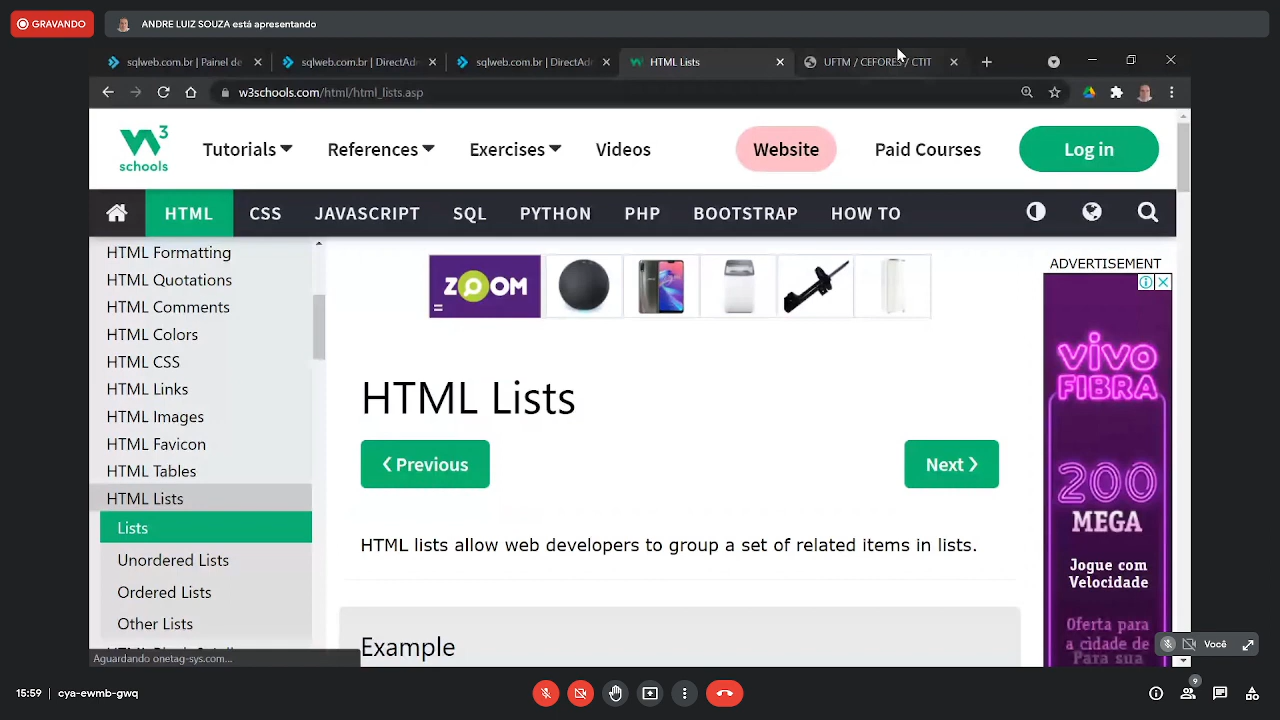 GRAVANDO
ANDRE LUIZ SOUZA está apresentando
sqlweb.com.br | Painel de
sqlweb.com.br | DirectAdr
sqlweb.com.br | DirectAdr
HTML Lists
UFTM / CEFORES / CTIT
w3schools.com/html/html_lists.asp
3
schools
Tutorials
References
Exercises
Videos
Website
Paid Courses
Log in
HTML
CSS
JAVASCRIPT
SQL
PYTHON
PHP
BOOTSTRAP
HOW TO
HTML Formatting
HTML Quotations
HTML Comments
HTML Colors
HTML CSS
HTML Links
HTML Images
HTML Favicon
HTML Tables
HTML Lists
Lists
Unordered Lists
Ordered Lists
Other Lists
ZOOM
HTML Lists
❮ Previous
Next ❯
HTML lists allow web developers to group a set of related items in lists.
Example
ADVERTISEMENT
vivo
FIBRA
200
MEGA
Jogue com
Velocidade
Oferta para
a cidade de
Para sua
Você
Aguardando onetag-sys.com...
15:59 | cya-ewmb-gwq
9